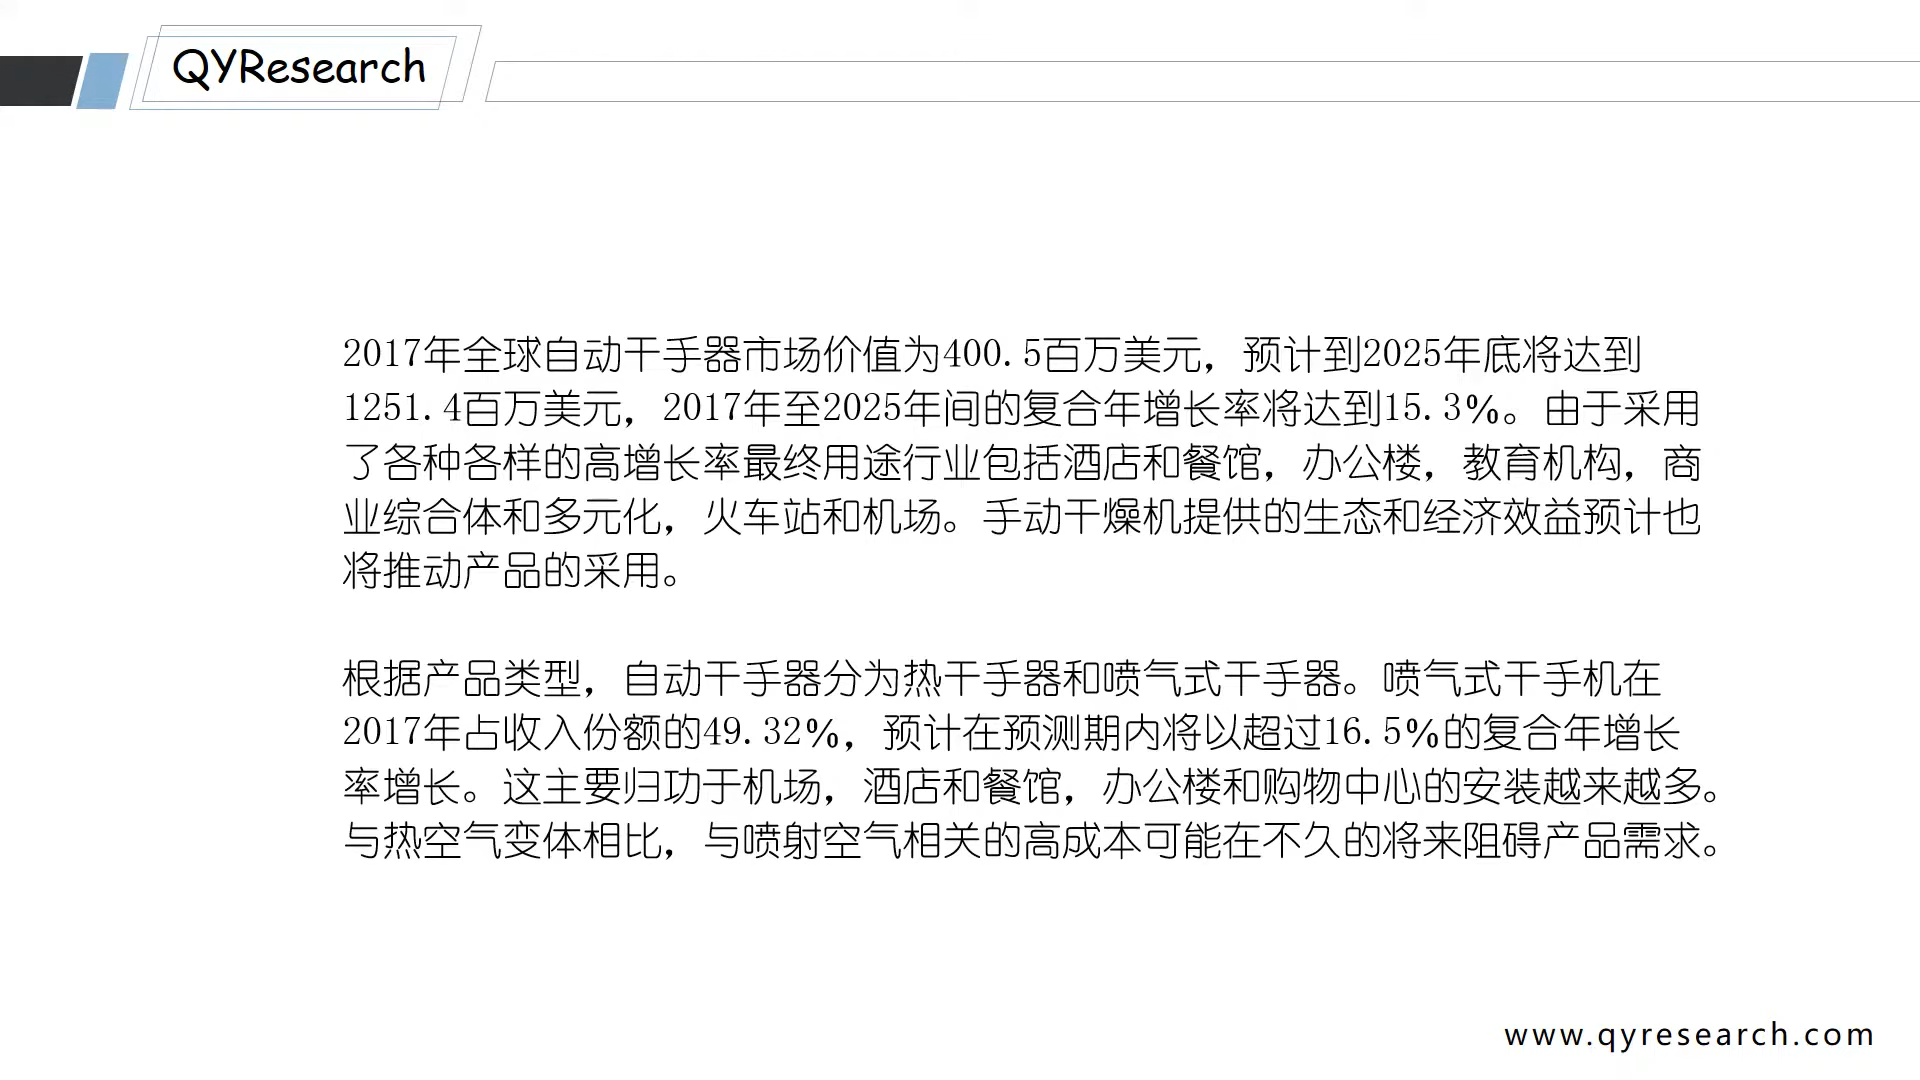 QYResearch
2017年全球自动干手器市场价值为400.5百万美元，预计到2025年底将达到
1251.4百万美元，2017年至2025年间的复合年增长率将达到15.3%。由于采用
了各种各样的高增长率最终用途行业包括酒店和餐馆，办公楼，教育机构，商
业综合体和多元化，火车站和机场。手动干燥机提供的生态和经济效益预计也
将推动产品的采用。
根据产品类型，自动干手器分为热干手器和喷气式干手器。喷气式干手机在
2017年占收入份额的49.32%，预计在预测期内将以超过16.5%的复合年增长
率增长。这主要归功于机场，酒店和餐馆，办公楼和购物中心的安装越来越多。
与热空气变体相比，与喷射空气相关的高成本可能在不久的将来阻碍产品需求。
www.qyresearch.com